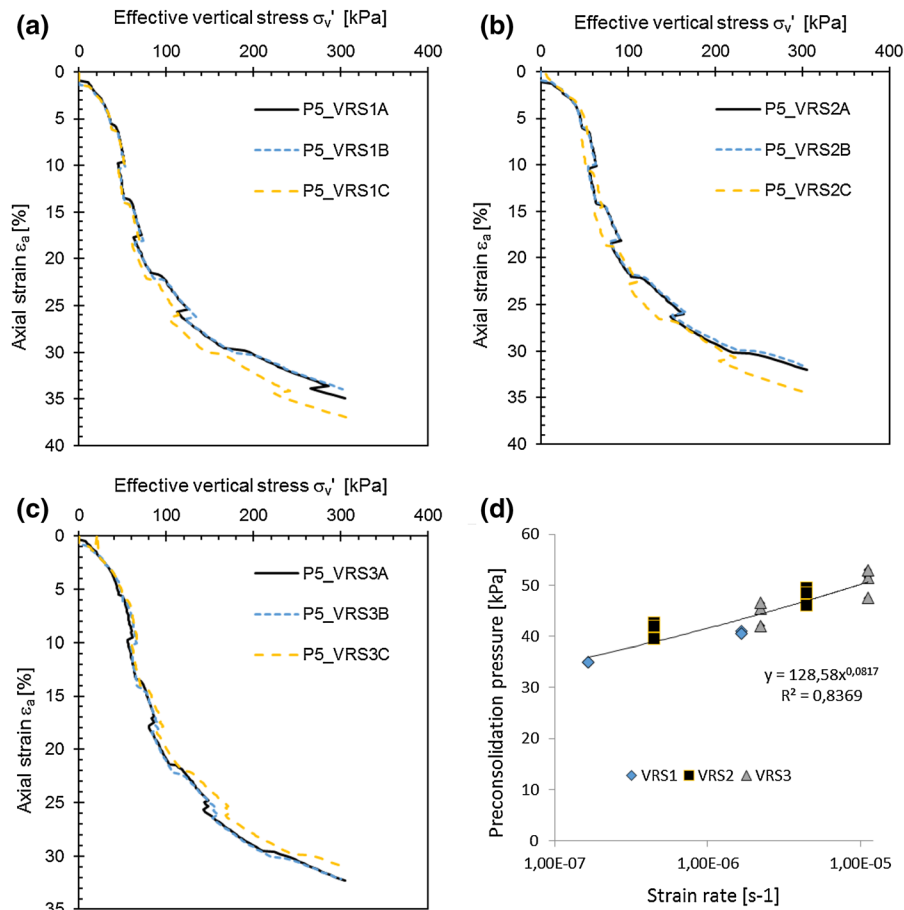 (a)
Effective vertical stress σv' [kPa]
0 100 200 300 400
0
5
10
15
20
25
30
35
40
Axial strain εa [%]
P5_VRS1A
P5_VRS1B
P5_VRS1C
(b)
Effective vertical stress σv' [kPa]
0 100 200 300 400
0
5
10
15
20
25
30
35
40
Axial strain εa [%]
P5_VRS2A
P5_VRS2B
P5_VRS2C
(c)
Effective vertical stress σv' [kPa]
0 100 200 300 400
0
5
10
15
20
25
30
35
Axial strain εa [%]
P5_VRS3A
P5_VRS3B
P5_VRS3C
(d)
60
50
40
30
20
10
0
Preconsolidation pressure [kPa]
y = 128,58x^0,0817
R² = 0,8369
VRS1 VRS2 VRS3
1,00E-07 1,00E-06 1,00E-05
Strain rate [s-1]